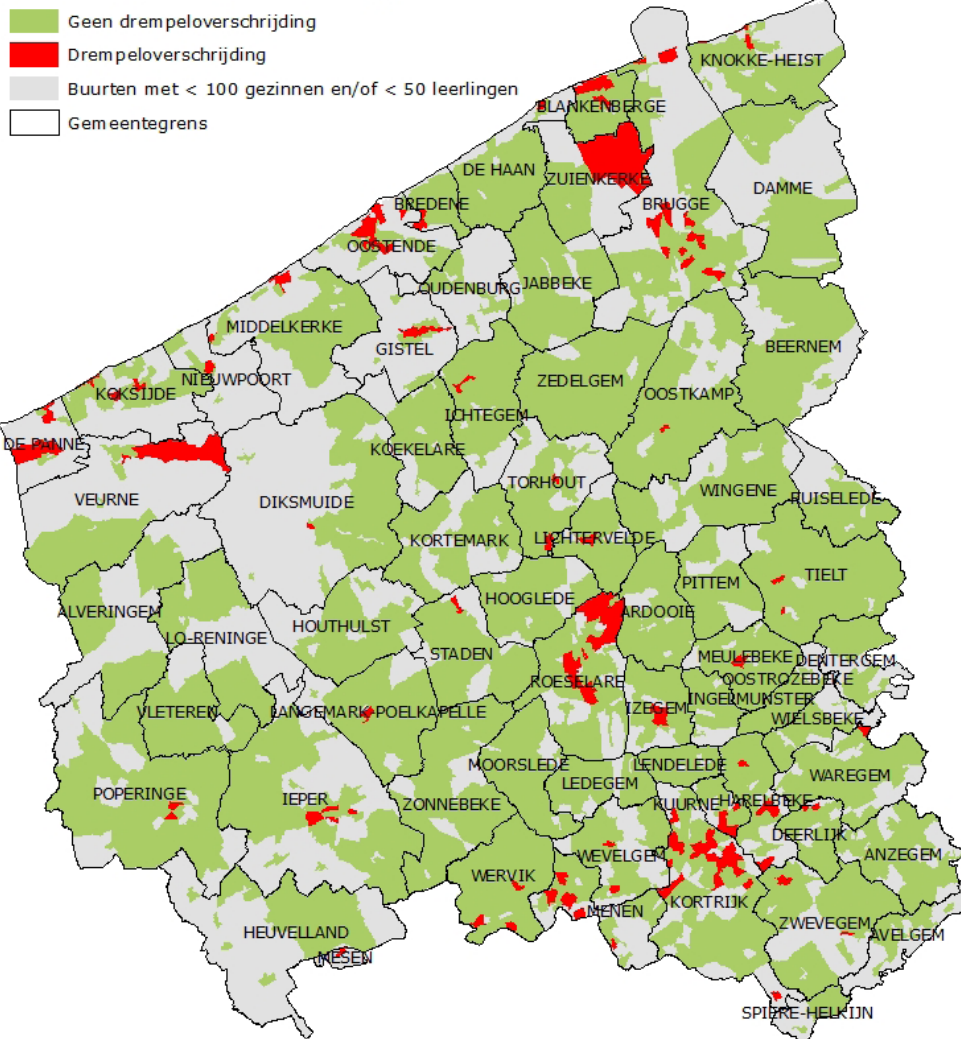 Geen drempeloverschrijding
Drempeloverschrijding
Buurten met < 100 gezinnen en/of < 50 leerlingen
Gemeentegrens
KNOKKE-HEIST
BLANKENBERGE
DE HAAN
ZUIENKERKE
DAMME
BREDENE
BRUGGE
OOSTENDE
OUDENBURG
JABBEKE
MIDDELKERKE
GISTEL
BEERNEM
NIEUWPOORT
ZEDELGEM
KOKSIJDE
OOSTKAMP
ICHTEGEM
DE PANNE
KOEKELARE
TORHOUT
WINGENE
RUISELEDE
VEURNE
DIKSMUIDE
KORTEMARK
LICHTERVELDE
TIELT
PITTEM
HOOGLEDE
ALVERINGEM
ARDOOIE
HOUTHULST
LO-RENINGE
STADEN
MEULEBEKE
DENTERGEM
OOSTROZEBEKE
ROESELARE
INGELMUNSTER
IZEGEM
VLETEREN
LANGEMARK-POELKAPELLE
WIELSBEKE
MOORSLEDE
LENDELEDE
WAREGEM
LEDEGEM
POPERINGE
IEPER
ZONNEBEKE
KUURNE
HARELBEKE
DEERLIJK
ANZEGEM
WEVELGEM
WERVIK
KORTRIJK
MENEN
ZWEVEGEM
HEUVELLAND
AVELGEM
MESEN
SPIERE-HELKIJN